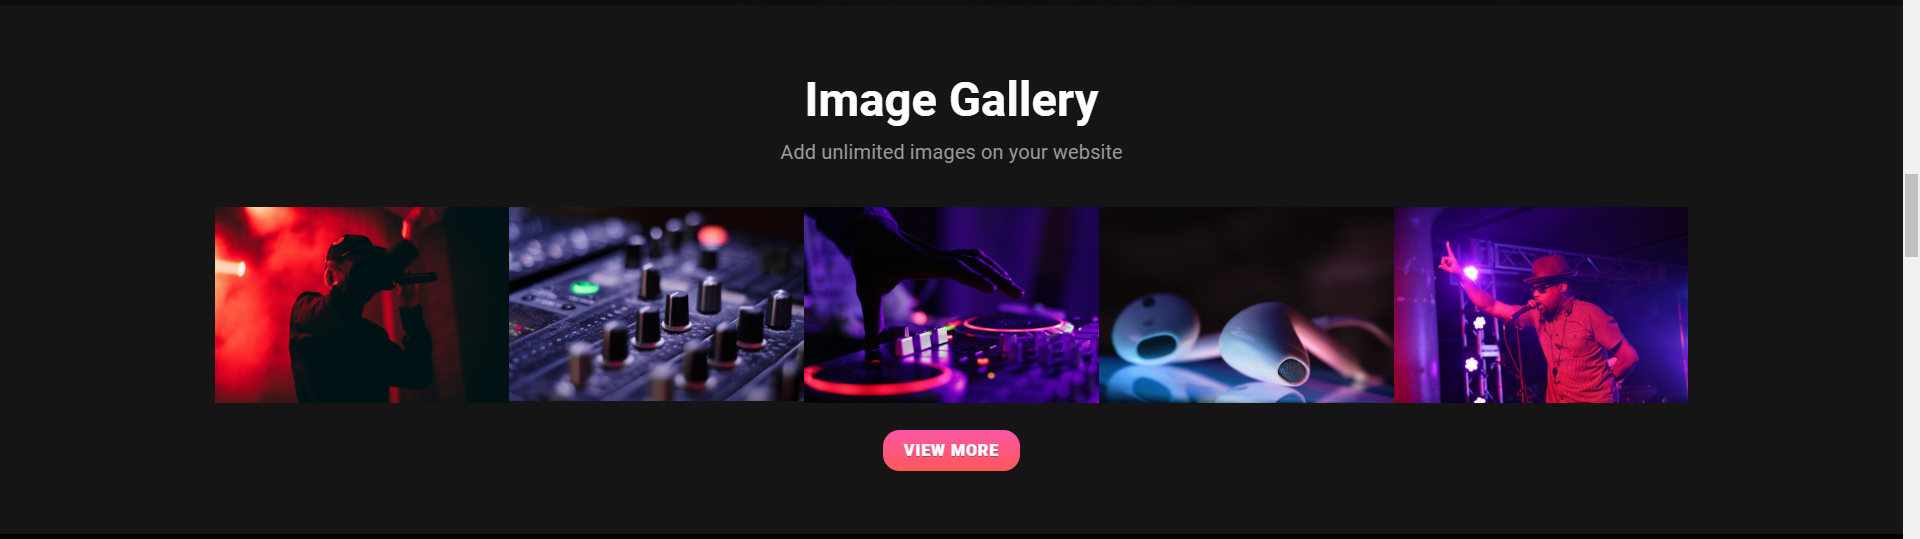 Image Gallery
Add unlimited images on your website
VIEW MORE